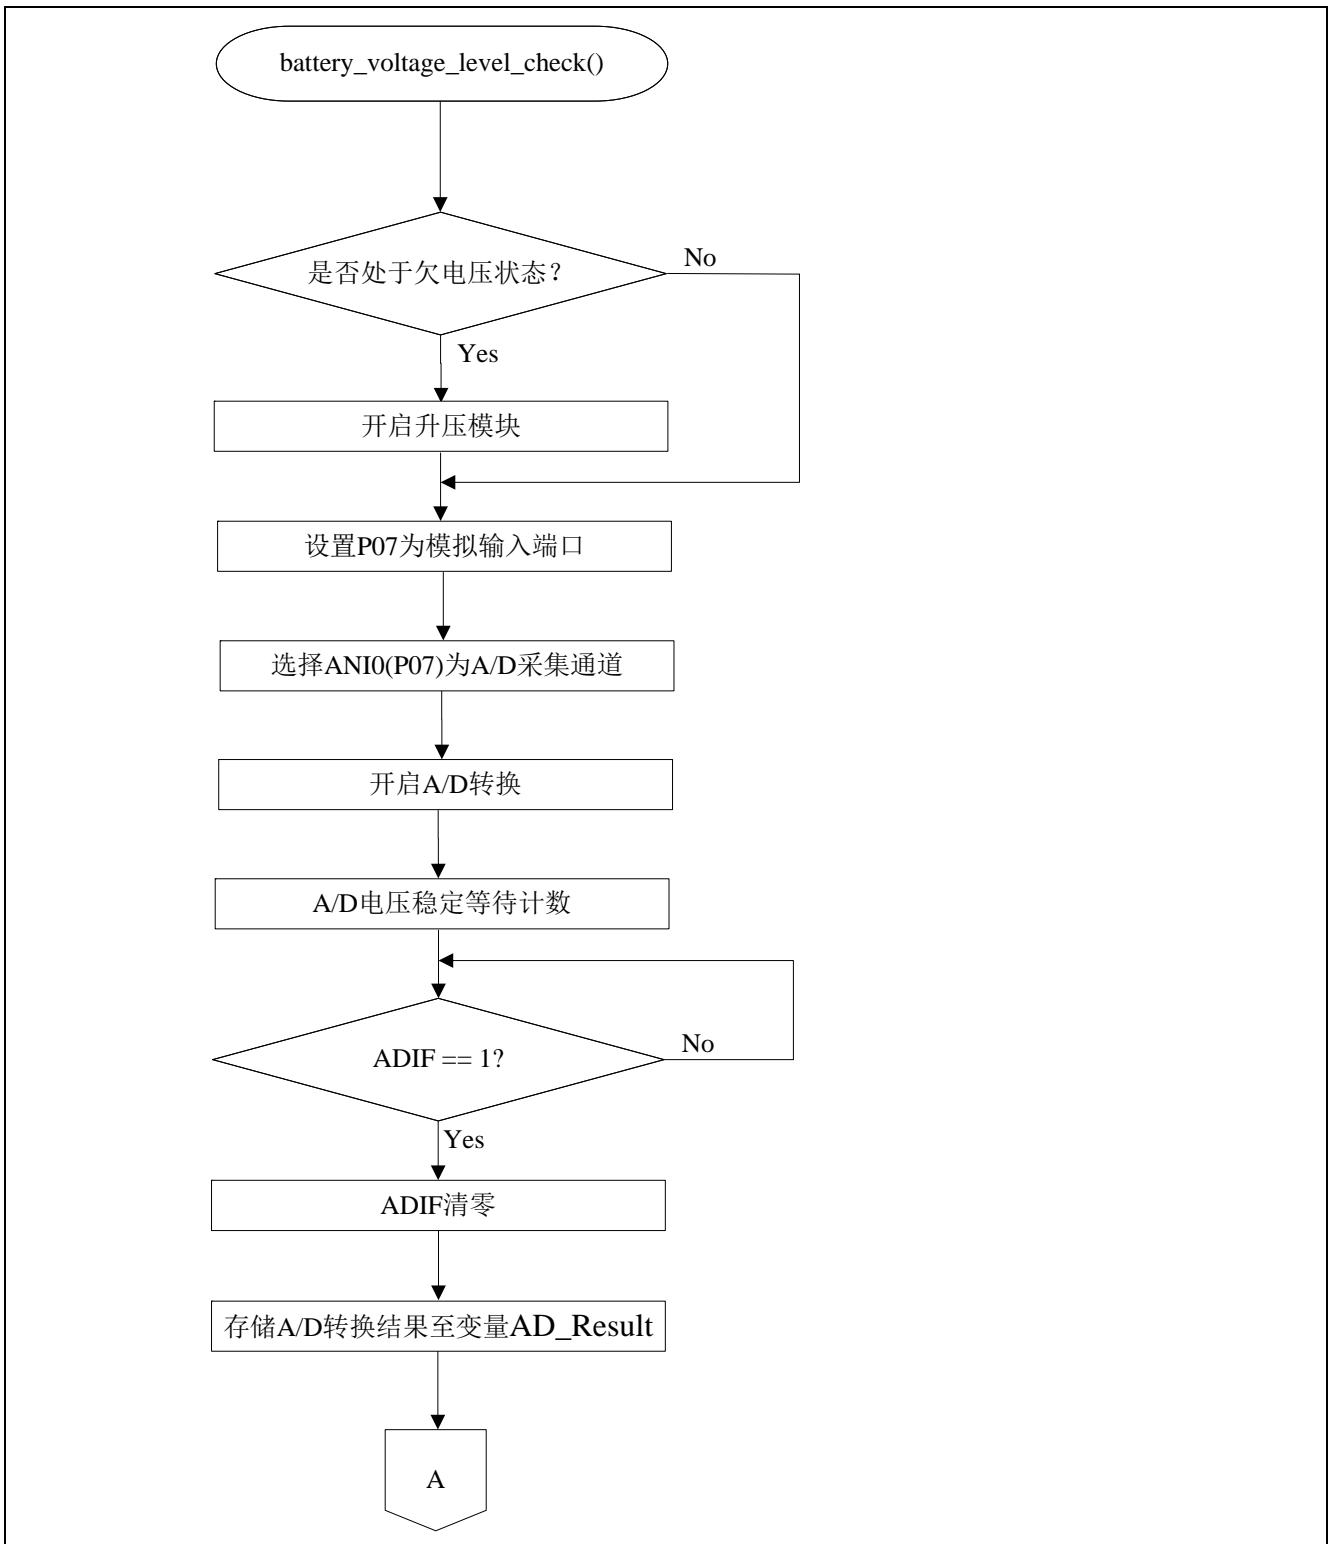 battery_voltage_level_check()
是否处于欠电压状态？
No
Yes
开启升压模块
设置P07为模拟输入端口
选择ANI0(P07)为A/D采集通道
开启A/D转换
A/D电压稳定等待计数
ADIF == 1?
No
Yes
ADIF清零
存储A/D转换结果至变量AD_Result
A